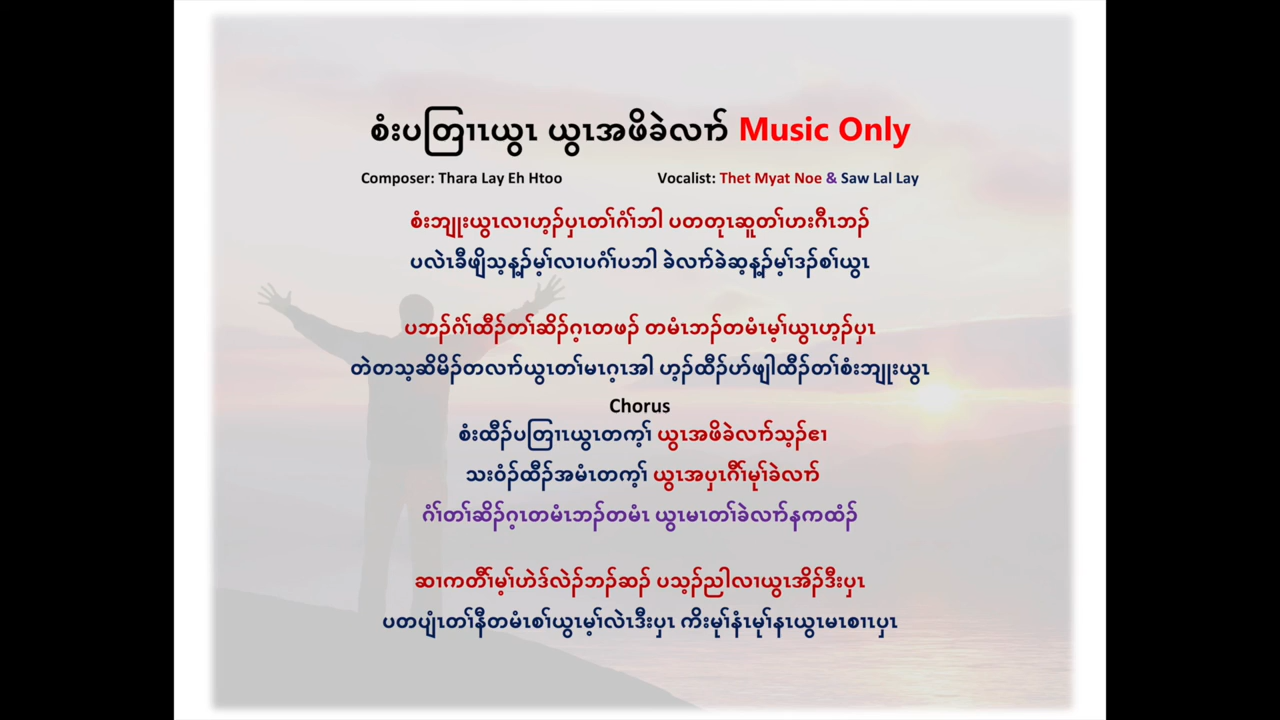 စံးပတြၢၤယွၤ ယွၤအဖိခဲလၢာ် Music Only
Composer: Thara Lay Eh Htoo Vocalist: Thet Myat Noe & Saw Lal Lay
စံးဘျုးယွၤလၢဟ့ၣ်ပှၤတၢ်ဂံၢ်ဘါ ပတတုၤဆူတၢ်ဟးဂီၤဘၣ်
ပလဲၤခီဖျိသ့န့ၣ်မ့ၢ်လၢပဂံၢ်ပဘါ ခဲလၢာ်ခဲဆ့န့ၣ်မ့ၢ်ဒၣ်စၢ်ယွၤ
ပဘၣ်ဂံၢ်ထီၣ်တၢ်ဆိၣ်ဂ့ၤတဖၣ် တမံၤဘၣ်တမံၤမ့ၢ်ယွၤဟ့ၣ်ပှၤ
တဲတသ့ဆိမိၣ်တလၢာ်ယွၤတၢ်မၤဂ့ၤအါ ဟ့ၣ်ထီၣ်ဟ်ဖျါထီၣ်တၢ်စံးဘျုးယွၤ
Chorus
စံးထီၣ်ပတြၢၤယွၤတက့ၢ် ယွၤအဖိခဲလၢာ်သ့ၣ်ဧၢ
သးဝံၣ်ထီၣ်အမံၤတက့ၢ် ယွၤအပှၤဂီၢ်မုၢ်ခဲလၢာ်
ဂံၢ်တၢ်ဆိၣ်ဂ့ၤတမံၤဘၣ်တမံၤ ယွၤမၤတၢ်ခဲလၢာ်နကထံၣ်
ဆၢကတီၢ်မ့ၢ်ဟဲဒ်လဲၣ်ဘၣ်ဆၣ် ပသ့ၣ်ညါလၢယွၤအိၣ်ဒီးပှၤ
ပတပျံၤတၢ်နီတမံၤစၢ်ယွၤမ့ၢ်လဲၤဒီးပှၤ ကိးမုၢ်နံၤမုၢ်နၤယွၤမၤစၢၤပှၤ